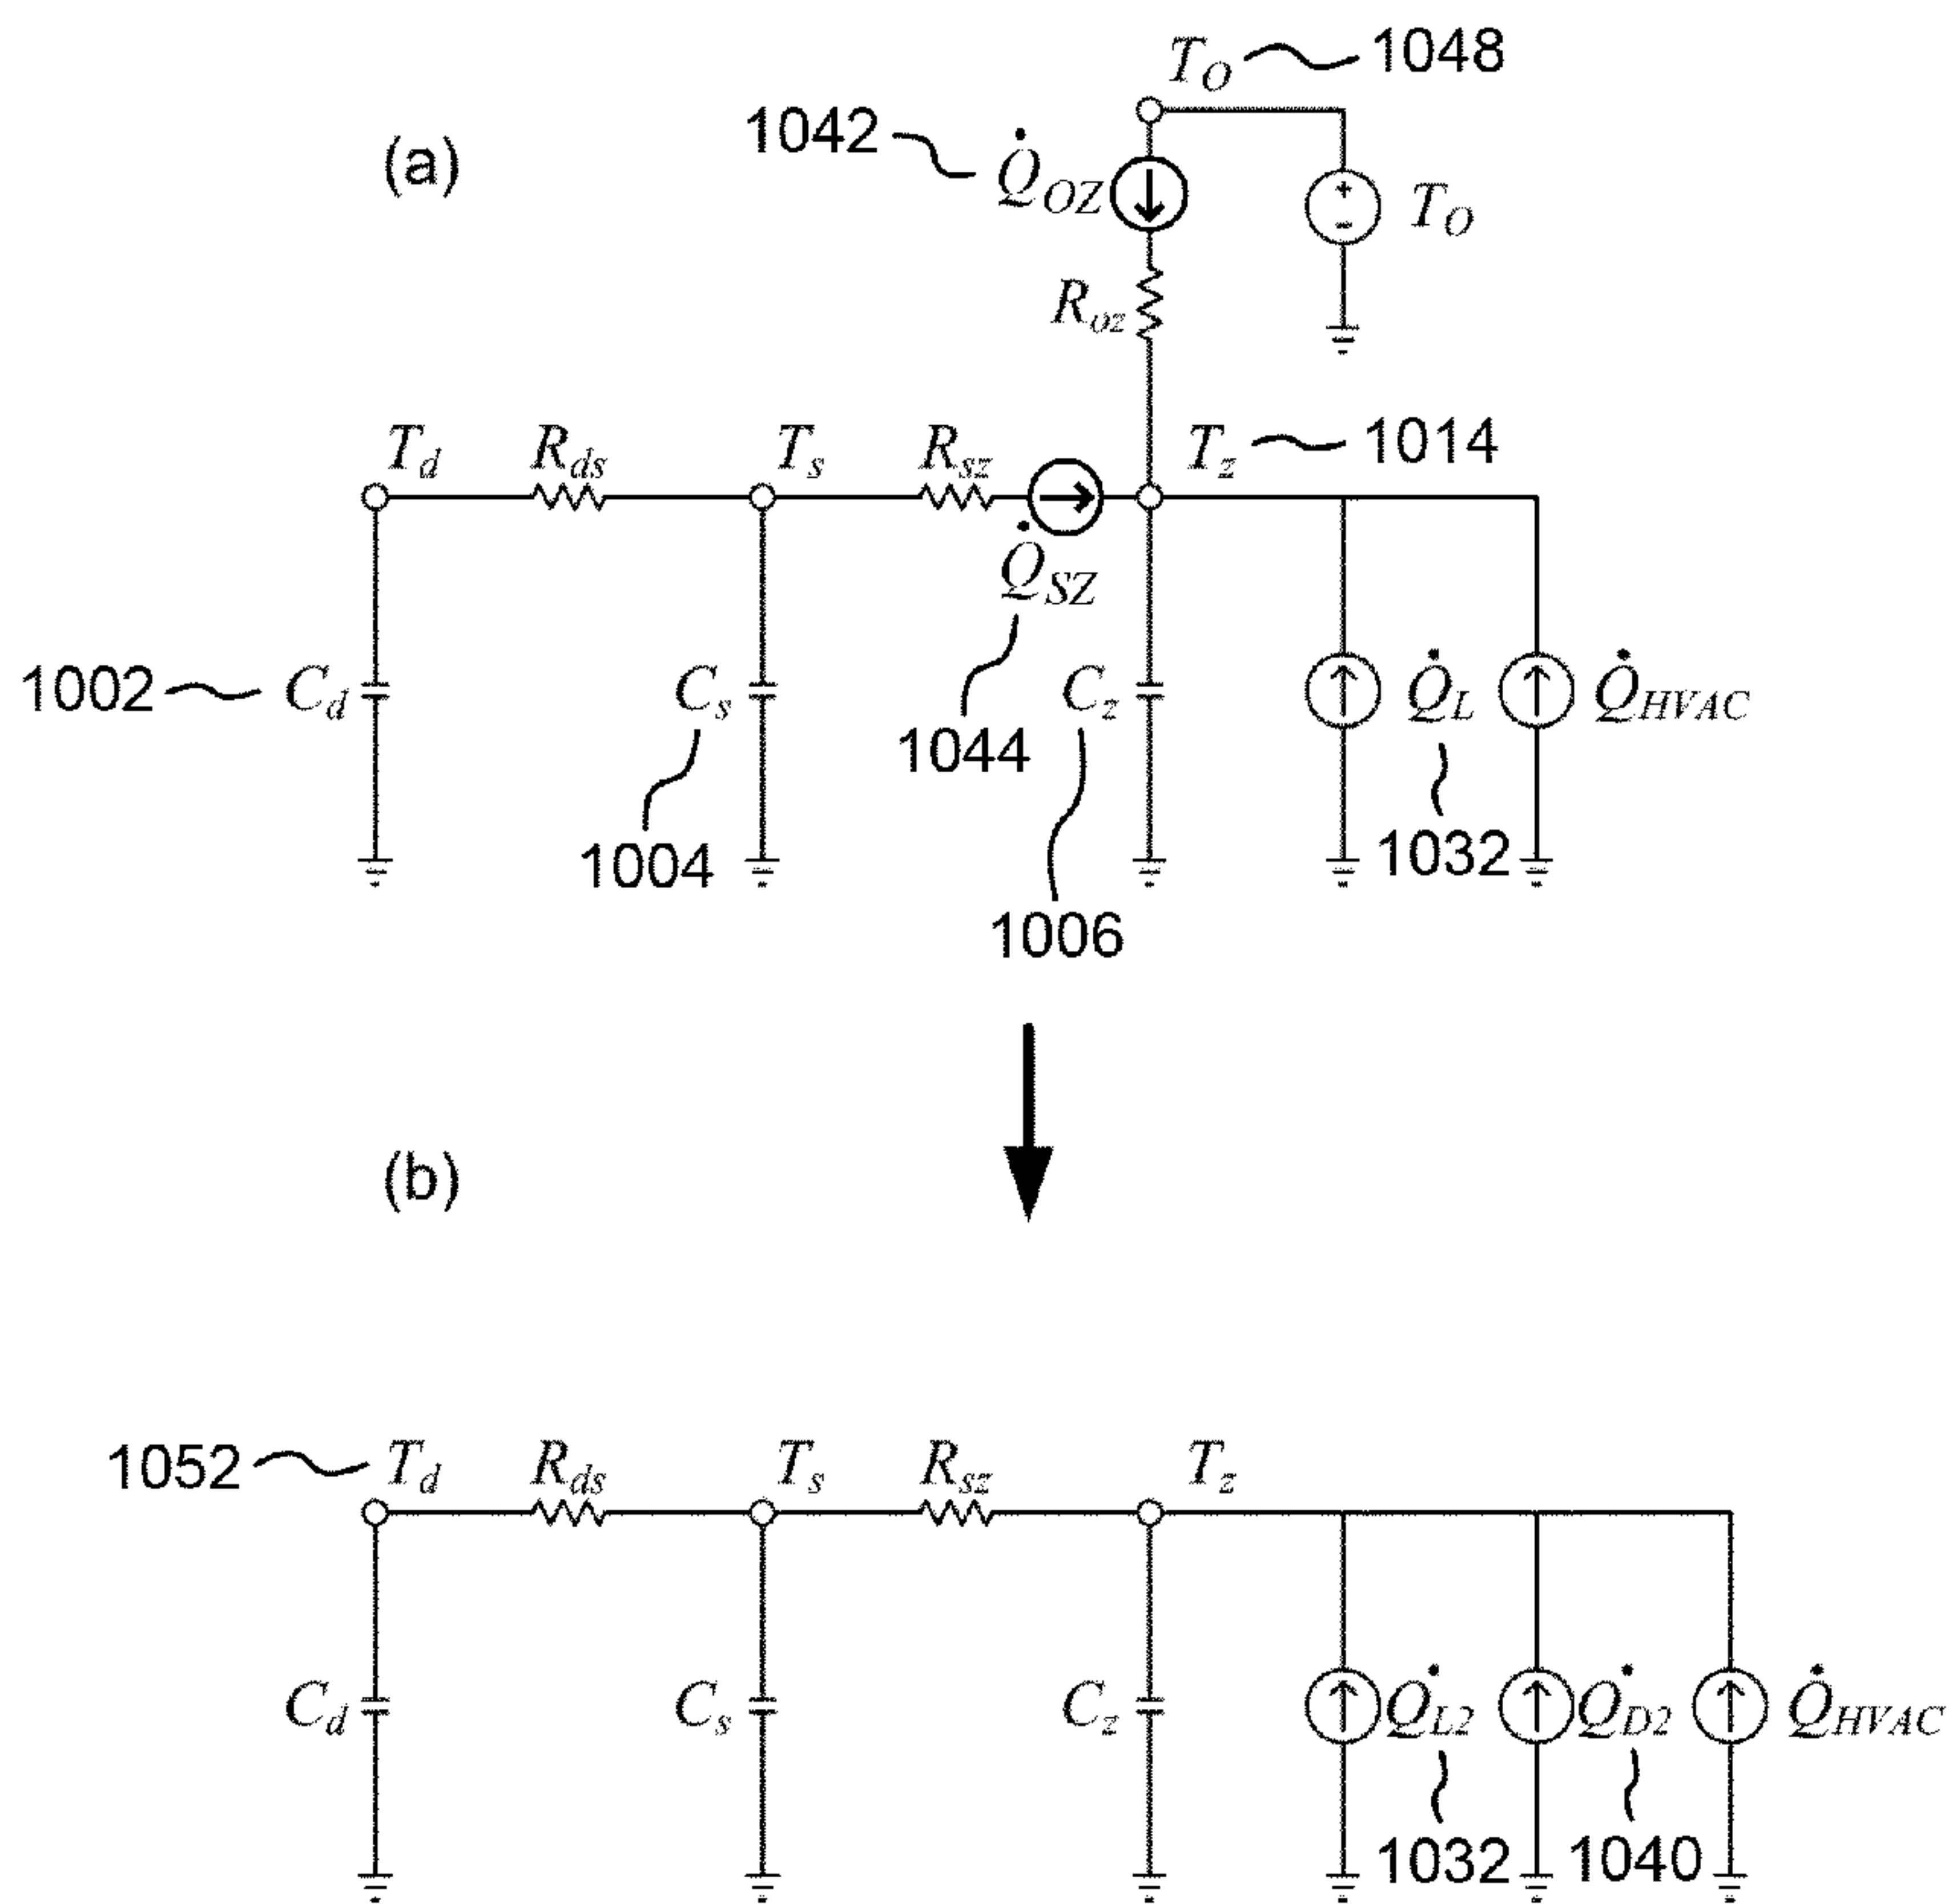 T_O 1048
1042 Q̇_OZ
(a)
T_O
R_oz
T_d R_ds T_s R_sz T_z 1014
Q̇_SZ
1002 C_d C_s C_z Q̇_L Q̇_HVAC
1044
1004 1032
1006
(b)
1052 T_d R_ds T_s R_sz T_z
C_d C_s C_z Q̇_L2 Q̇_D2 Q̇_HVAC
1032 1040